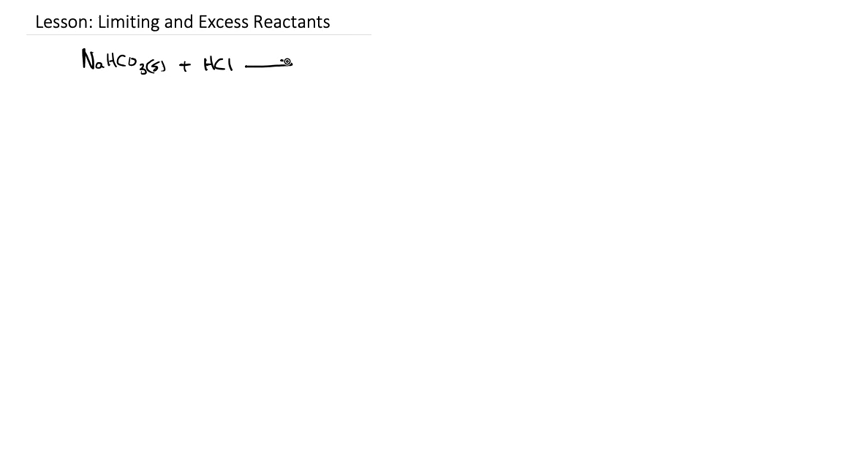 Lesson: Limiting and Excess Reactants
NaHCO₃(s) + HCl →